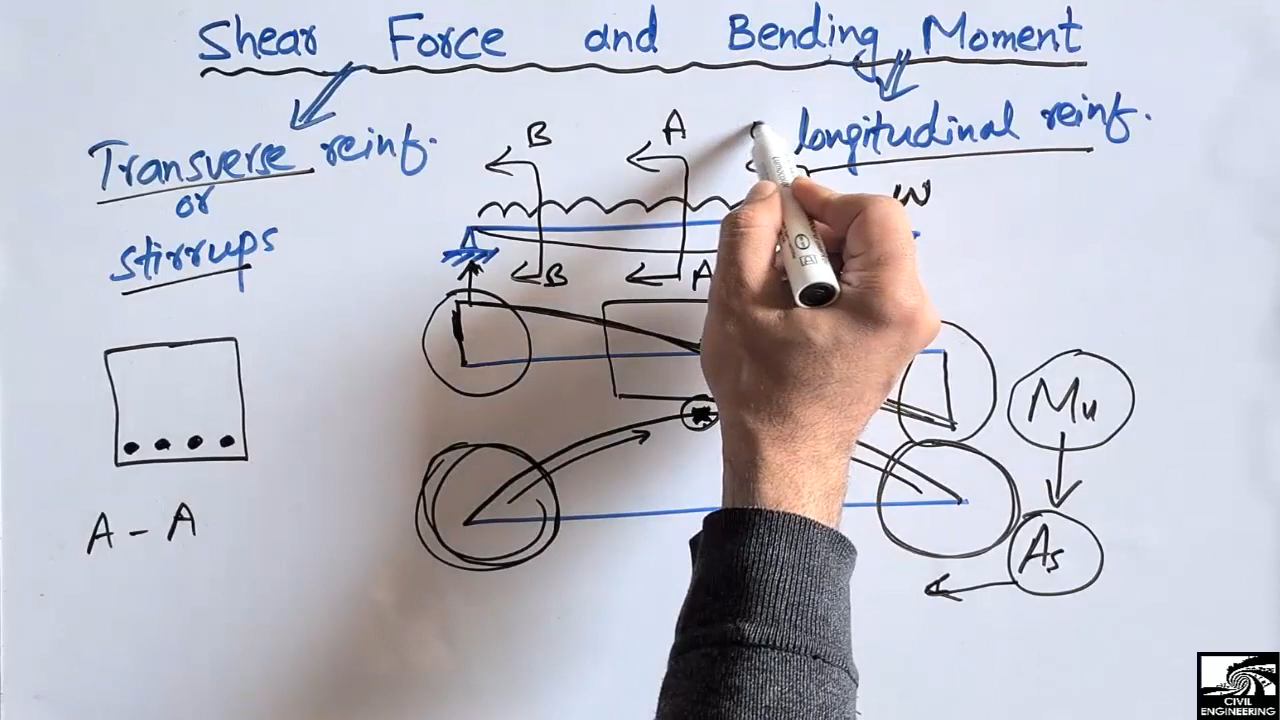 Shear Force and Bending Moment
Transverse reinf.
or
stirrups
longitudinal reinf.
B
A
W
B
A
A - A
Mu
As
CIVIL
ENGINEERING